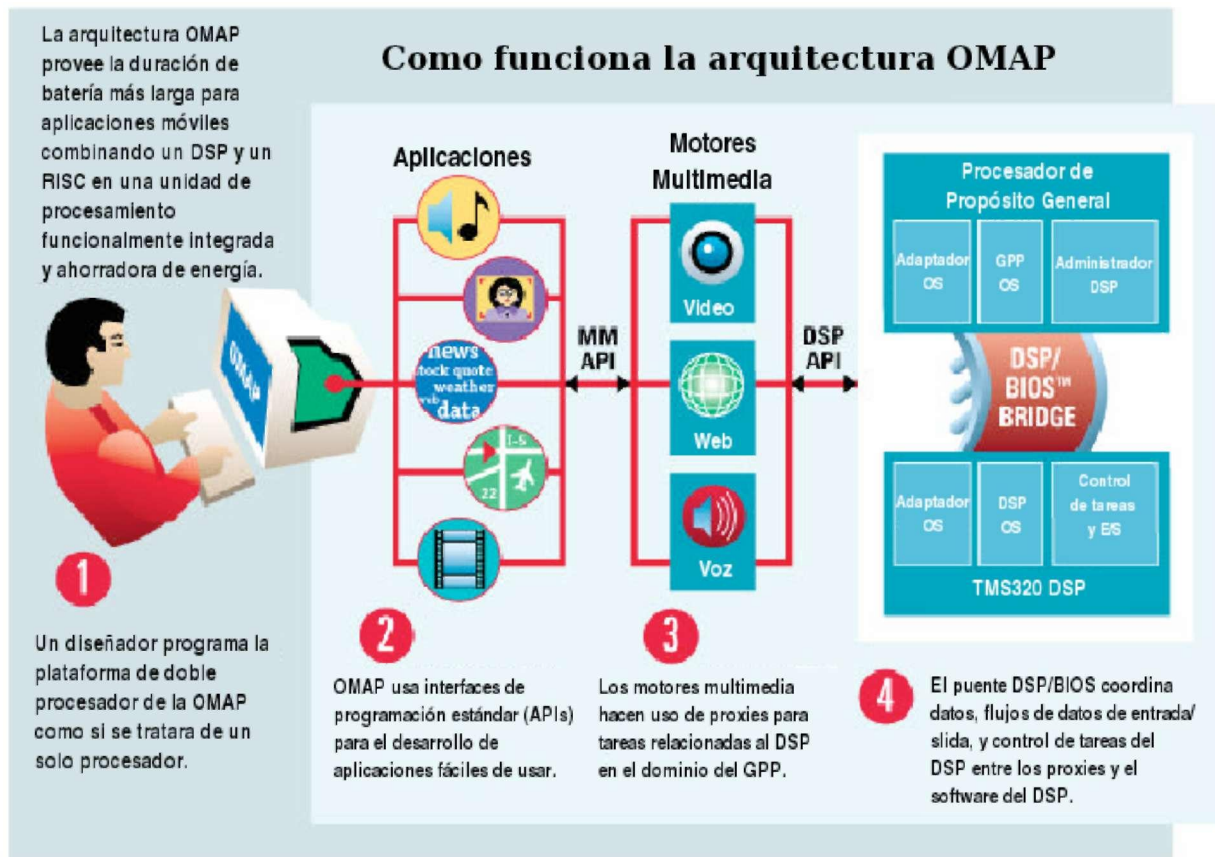 La arquitectura OMAP
provee la duración de
batería más larga para
aplicaciones móviles
combinando un DSP y un
RISC en una unidad de
procesamiento
funcionalmente integrada
y ahorradora de energía.
Como funciona la arquitectura OMAP
Aplicaciones
news
stock quote
weather
web
data
I-5
22
MM
API
Motores
Multimedia
Video
Web
Voz
DSP
API
Procesador de
Propósito General
Adaptador
OS
GPP
OS
Administrador
DSP
DSP/
BIOS™
BRIDGE
Adaptador
OS
DSP
OS
Control
de tareas
y E/S
TMS320 DSP
1
Un diseñador programa la
plataforma de doble
procesador de la OMAP
como si se tratara de un
solo procesador.
2
OMAP usa interfaces de
programación estándar (APIs)
para el desarrollo de
aplicaciones fáciles de usar.
3
Los motores multimedia
hacen uso de proxies para
tareas relacionadas al DSP
en el dominio del GPP.
4
El puente DSP/BIOS coordina
datos, flujos de datos de entrada/
slida, y control de tareas del
DSP entre los proxies y el
software del DSP.